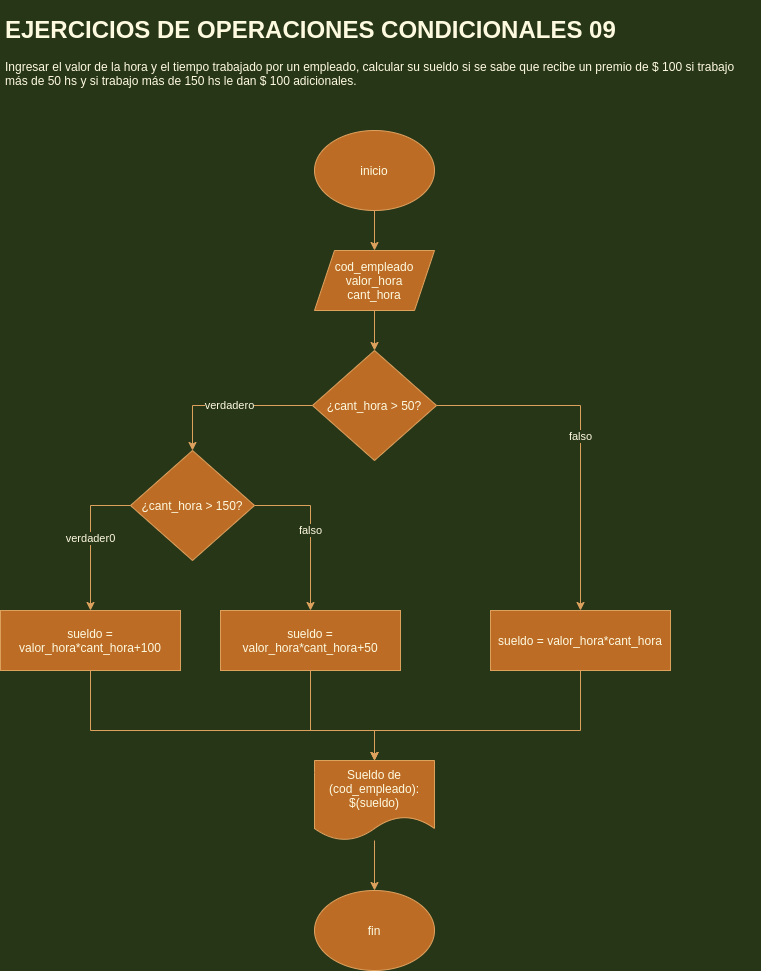 EJERCICIOS DE OPERACIONES CONDICIONALES 09
Ingresar el valor de la hora y el tiempo trabajado por un empleado, calcular su sueldo si se sabe que recibe un premio de $ 100 si trabajo
más de 50 hs y si trabajo más de 150 hs le dan $ 100 adicionales.
inicio
cod_empleado
valor_hora
cant_hora
¿cant_hora > 50?
verdadero
falso
¿cant_hora > 150?
verdader0
falso
sueldo =
valor_hora*cant_hora+100
sueldo =
valor_hora*cant_hora+50
sueldo = valor_hora*cant_hora
Sueldo de
(cod_empleado):
$(sueldo)
fin